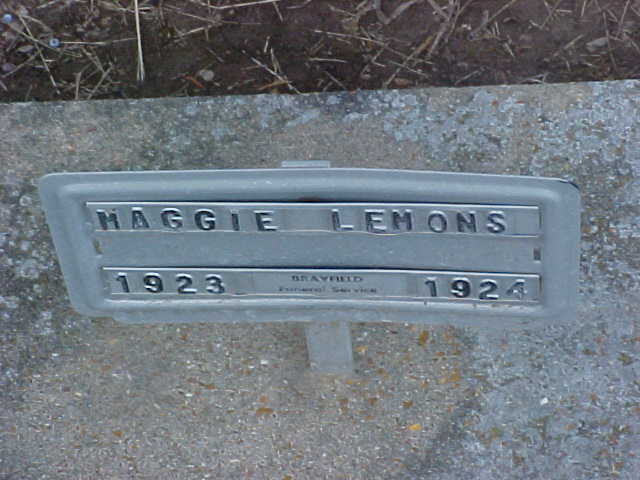 MAGGIE LEMONS
1923 BRAYFIELD 1924
Funeral Service